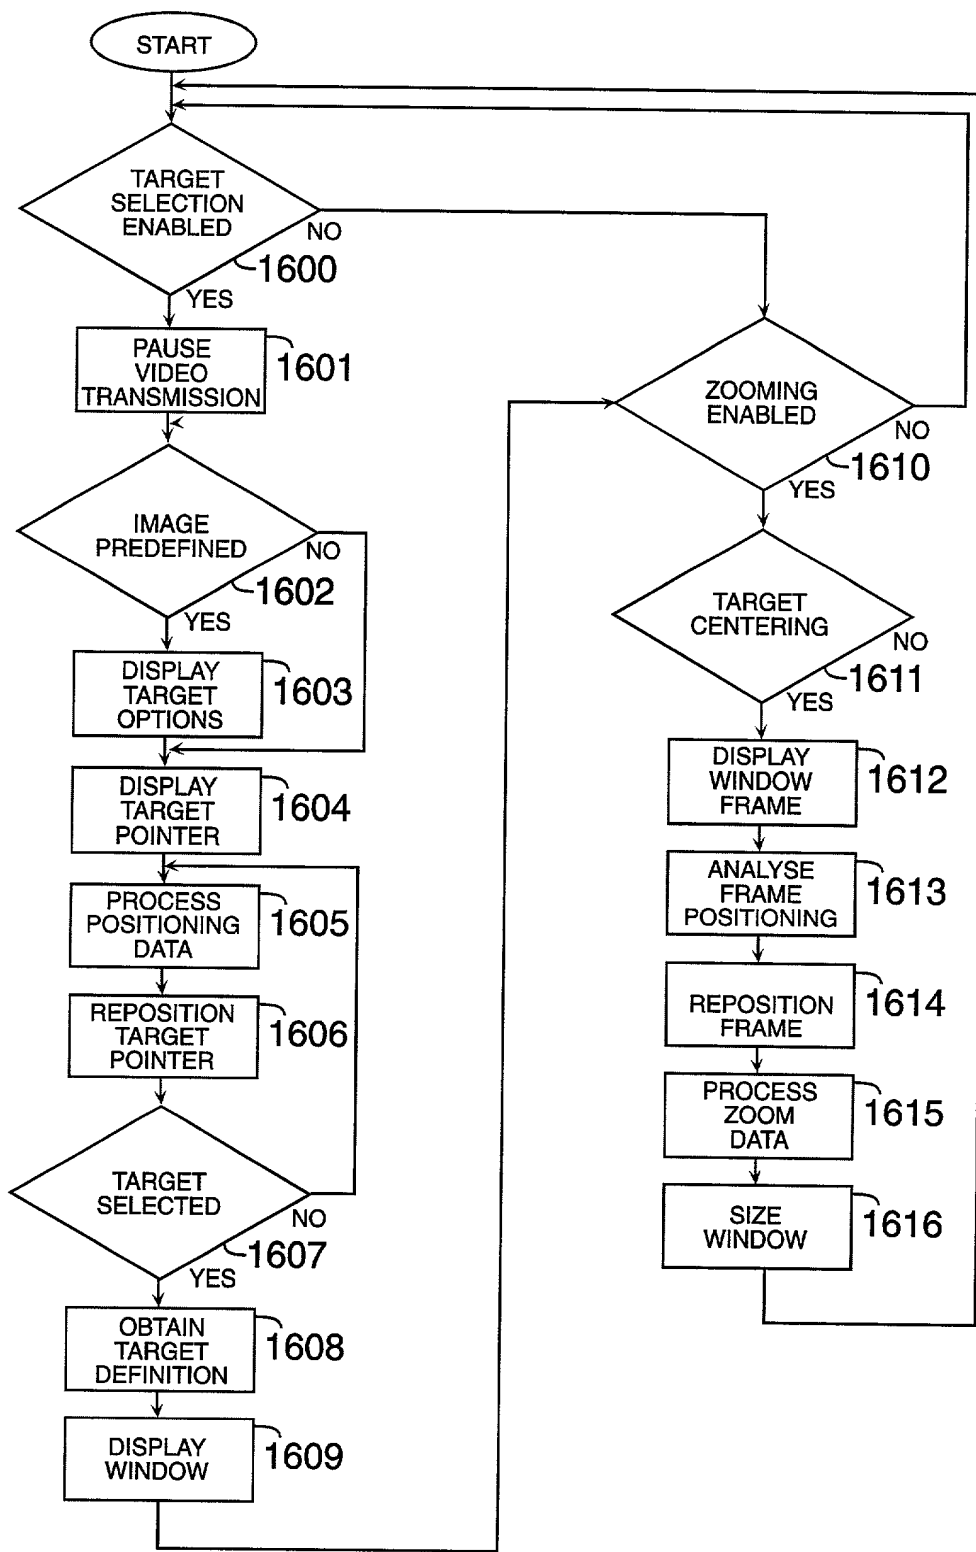 START
TARGET
SELECTION
ENABLED
NO
1600
YES
PAUSE
VIDEO
TRANSMISSION
1601
IMAGE
PREDEFINED
NO
1602
YES
DISPLAY
TARGET
OPTIONS
1603
DISPLAY
TARGET
POINTER
1604
PROCESS
POSITIONING
DATA
1605
REPOSITION
TARGET
POINTER
1606
TARGET
SELECTED
NO
1607
YES
OBTAIN
TARGET
DEFINITION
1608
DISPLAY
WINDOW
1609
ZOOMING
ENABLED
NO
1610
YES
TARGET
CENTERING
NO
1611
YES
DISPLAY
WINDOW
FRAME
1612
ANALYSE
FRAME
POSITIONING
1613
REPOSITION
FRAME
1614
PROCESS
ZOOM
DATA
1615
SIZE
WINDOW
1616